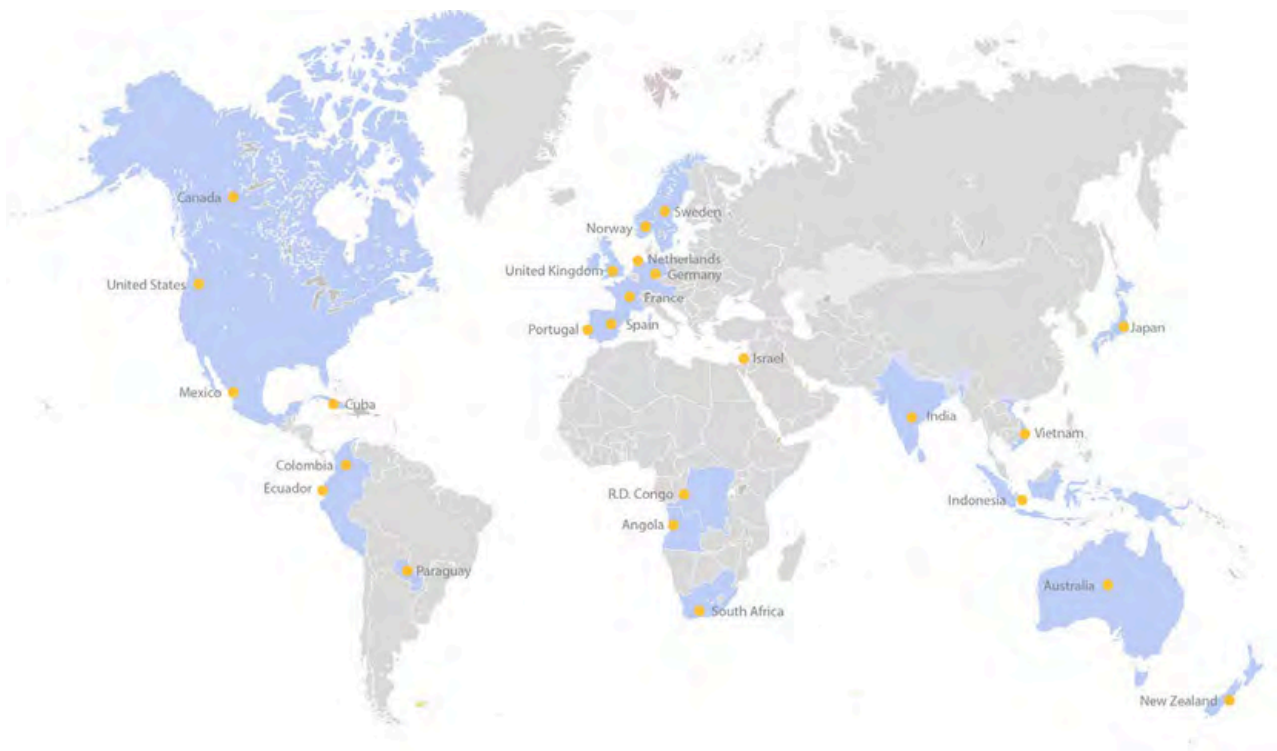 Canada
Sweden
Norway
Netherlands
United Kingdom
Germany
United States
France
Portugal
Spain
Japan
Israel
Mexico
Cuba
India
Vietnam
Colombia
Ecuador
R.D. Congo
Indonesia
Angola
Paraguay
Australia
South Africa
New Zealand